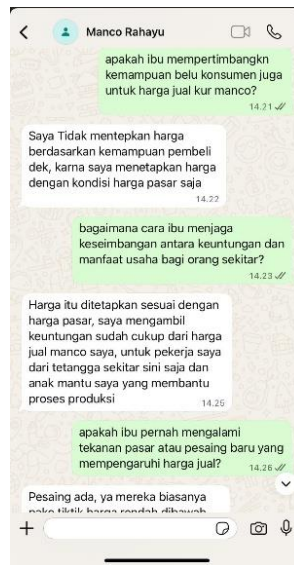 Manco Rahayu
apakah ibu mempertimbangkn
kemampuan belu konsumen juga
untuk harga jual kur manco?
14.21
Saya Tidak mentepkan harga
berdasarkan kemampuan pembeli
dek, karna saya menetapkan harga
dengan kondisi harga pasar saja
14.22
bagaimana cara ibu menjaga
keseimbangan antara keuntungan dan
manfaat usaha bagi orang sekitar?
14.23
Harga itu ditetapkan sesuai dengan
harga pasar, saya mengambil
keuntungan sudah cukup dari harga
jual manco saya, untuk pekerja saya
dari tetangga sekitar sini saja dan
anak mantu saya yang membantu
proses produksi
14.25
apakah ibu pernah mengalami
tekanan pasar atau pesaing baru yang
mempengaruhi harga jual?
14.26
Pesaing ada, ya mereka biasanya
harga rendah dibawah